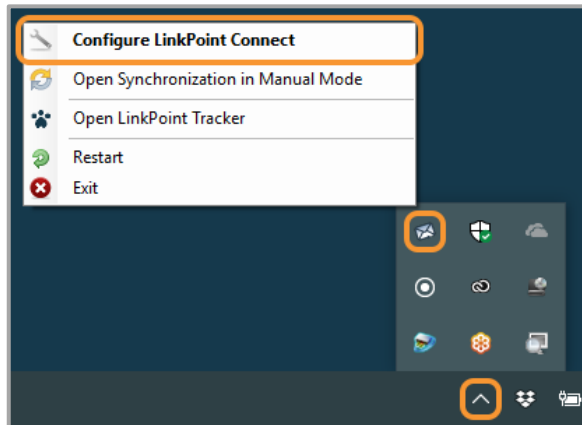 Configure LinkPoint Connect
Open Synchronization in Manual Mode
Open LinkPoint Tracker
Restart
Exit